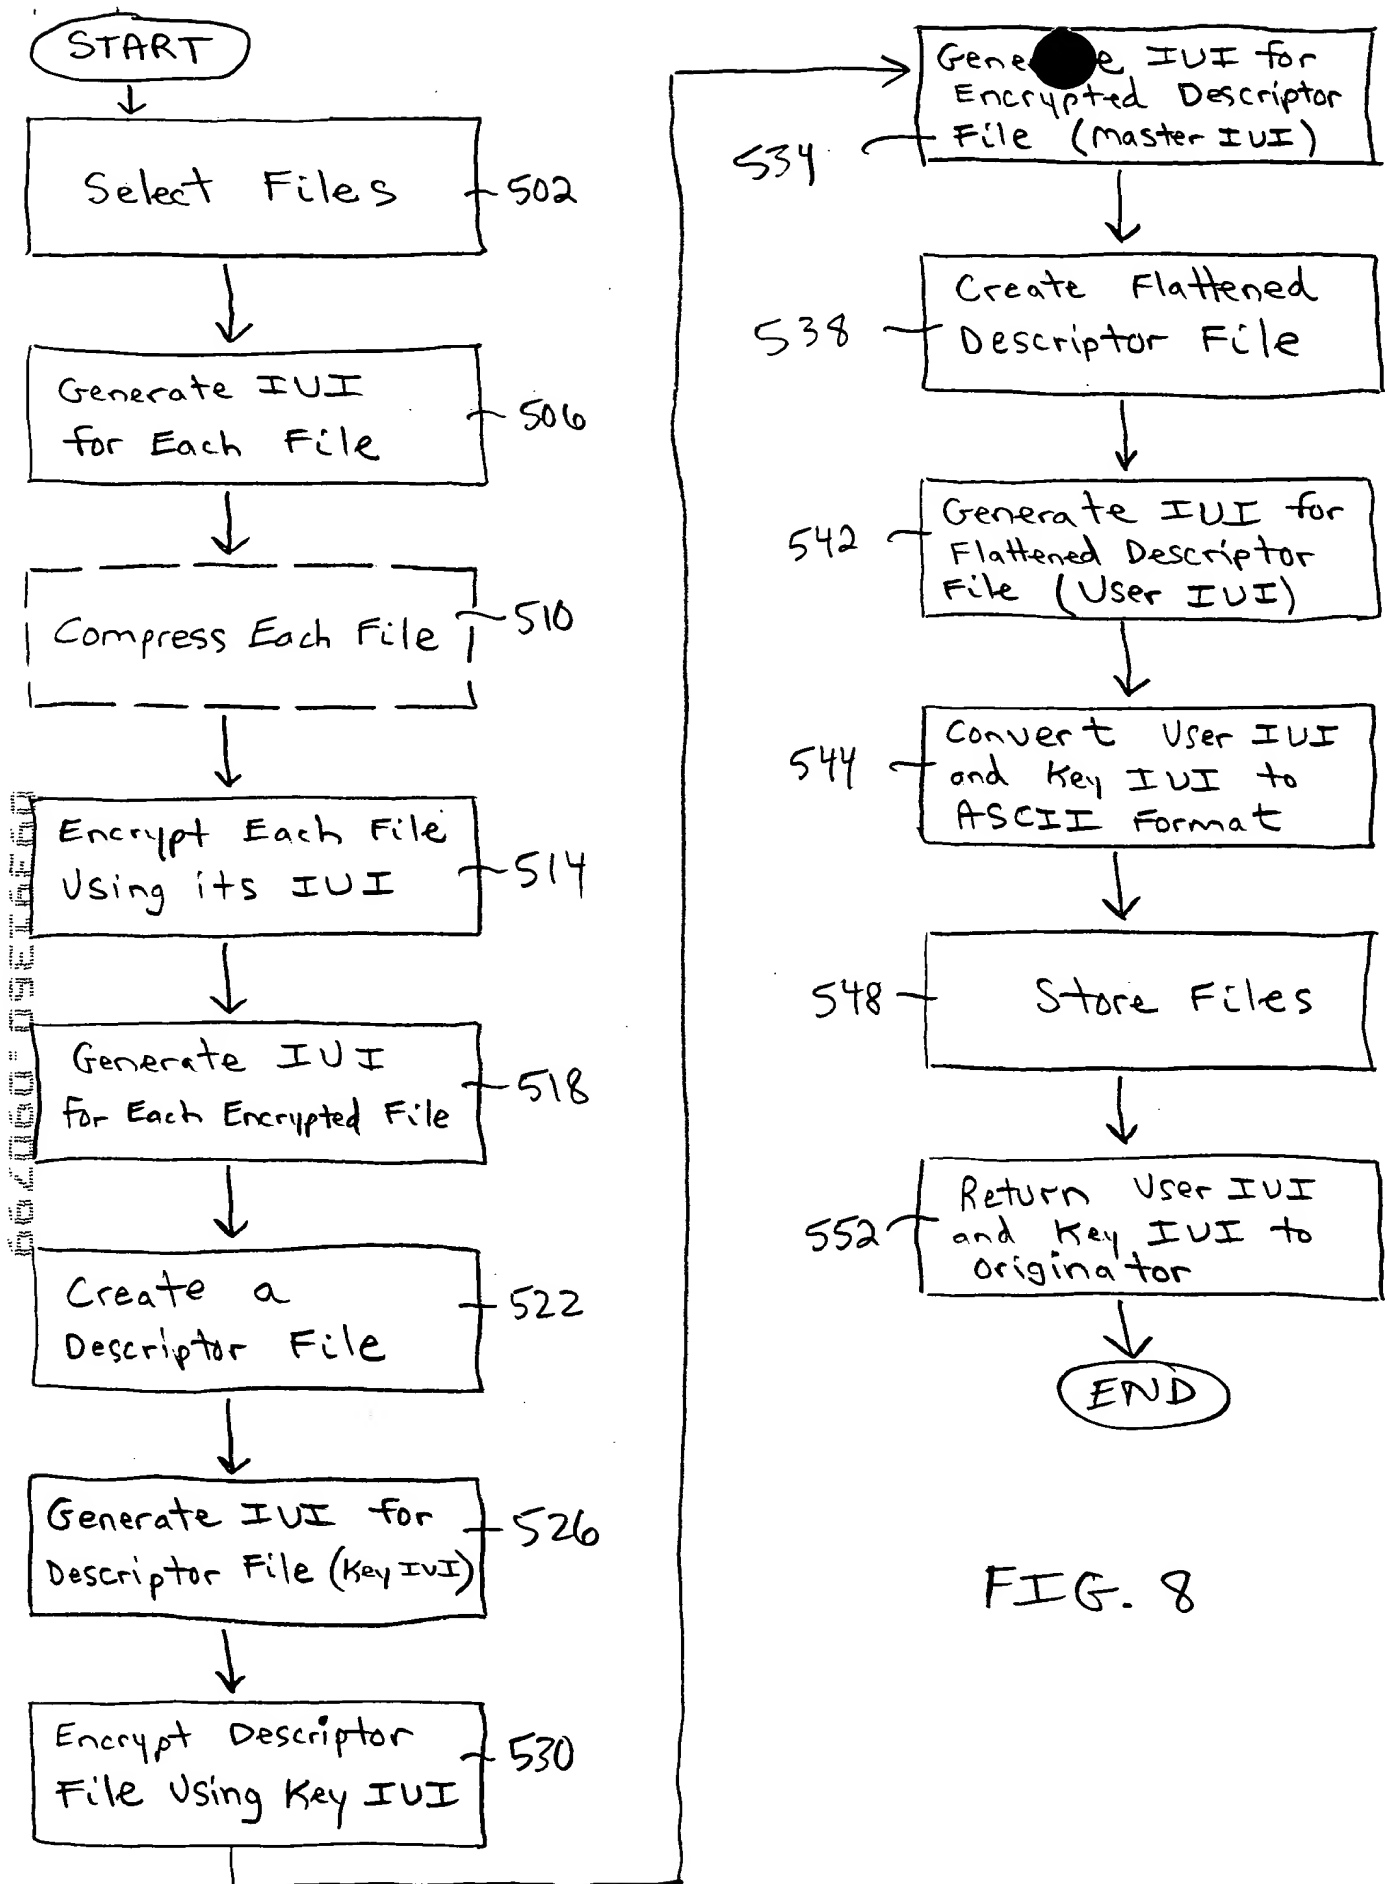 START
Select Files
502
Generate IUI
for Each File
506
Compress Each File
510
Encrypt Each File
Using its IUI
514
Generate IUI
for Each Encrypted File
518
Create a
Descriptor File
522
Generate IUI for
Descriptor File (Key IUI)
526
Encrypt Descriptor
File Using Key IUI
530
IUI for
Encrypted Descriptor
File (Master IUI)
534
Create Flattened
Descriptor File
538
Generate IUI for
Flattened Descriptor
File (User IUI)
542
Convert User IUI
and Key IUI to
ASCII Format
544
Store Files
548
Return User IUI
and Key IUI to
Originator
552
END
FIG. 8